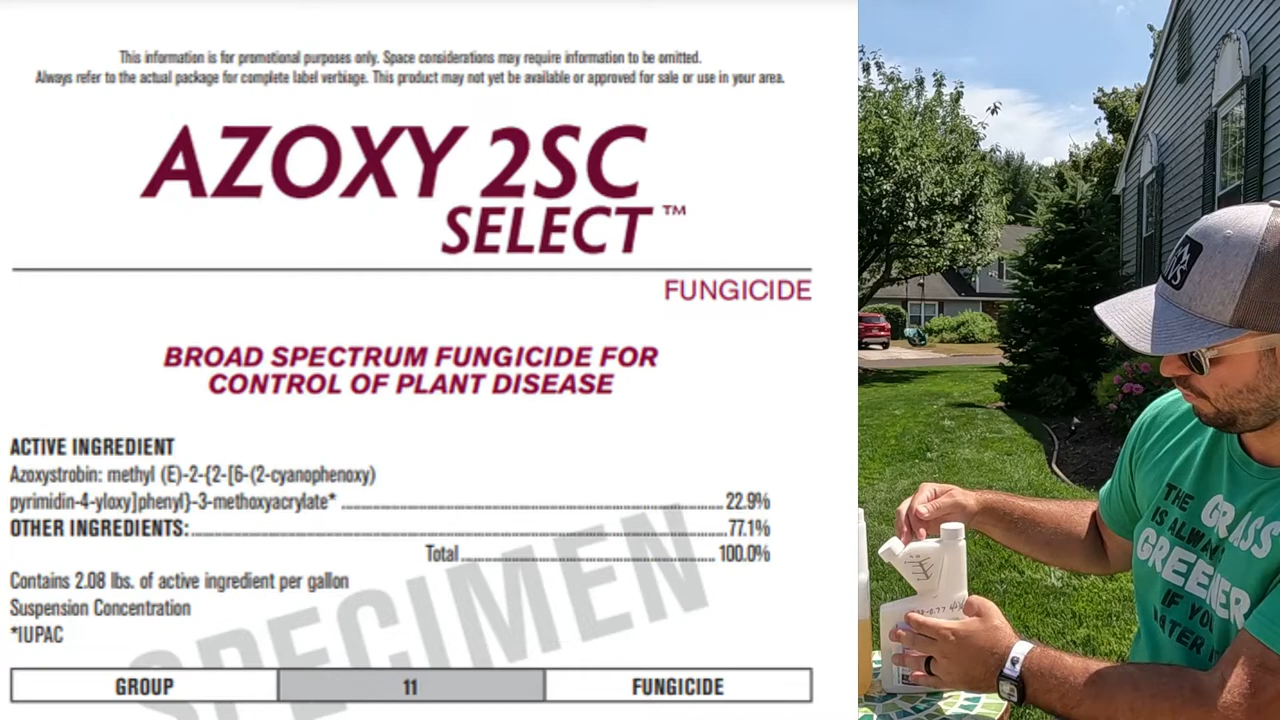 This information is for promotional purposes only. Space considerations may require information to be omitted.
Always refer to the actual package for complete label verbiage. This product may not yet be available or approved for sale or use in your area.
AZOXY 2SC
SELECT™
FUNGICIDE
BROAD SPECTRUM FUNGICIDE FOR
CONTROL OF PLANT DISEASE
ACTIVE INGREDIENT
Azoxystrobin: methyl (E)-2-{2-[6-(2-cyanophenoxy)
pyrimidin-4-yloxy]phenyl}-3-methoxyacrylate* 22.9%
OTHER INGREDIENTS: 77.1%
Total 100.0%
Contains 2.08 lbs. of active ingredient per gallon
Suspension Concentration
*IUPAC
SPECIMEN
GROUP 11 FUNGICIDE
THE GRASS
IS ALWAYS
GREENER
IF YOU